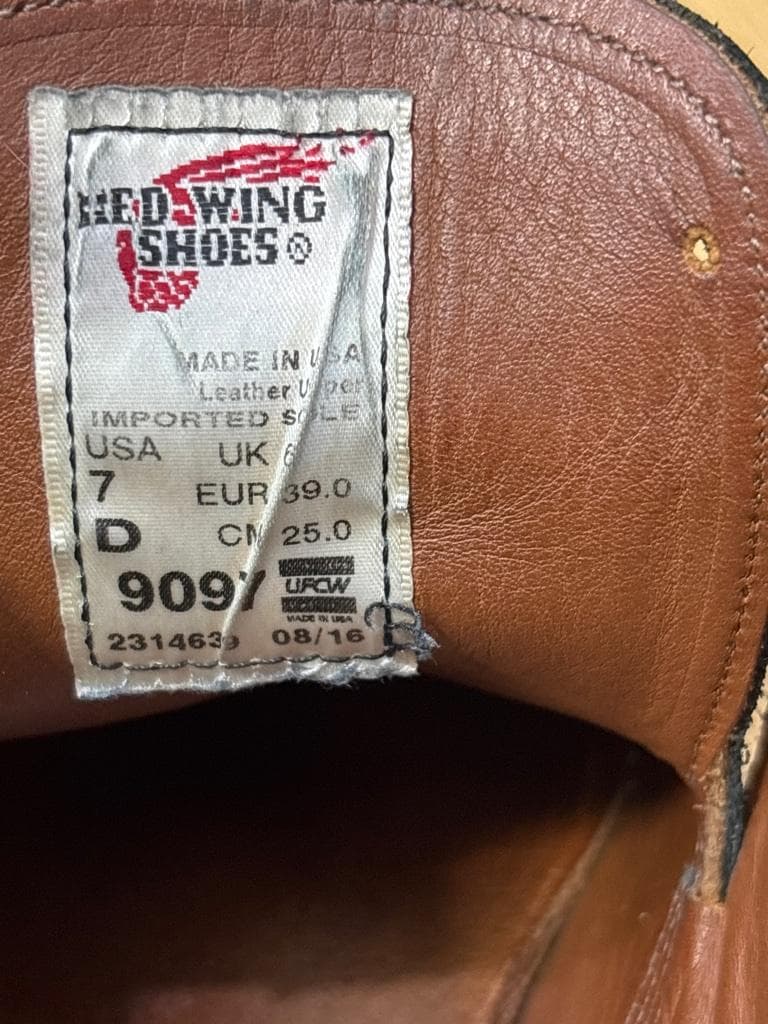 RED WING
SHOES ®
MADE IN USA
Leather Upper
IMPORTED SOLE
USA UK 6
7 EUR 39.0
D CM 25.0
9097 UFCW
MADE IN USA
2314639 08/16